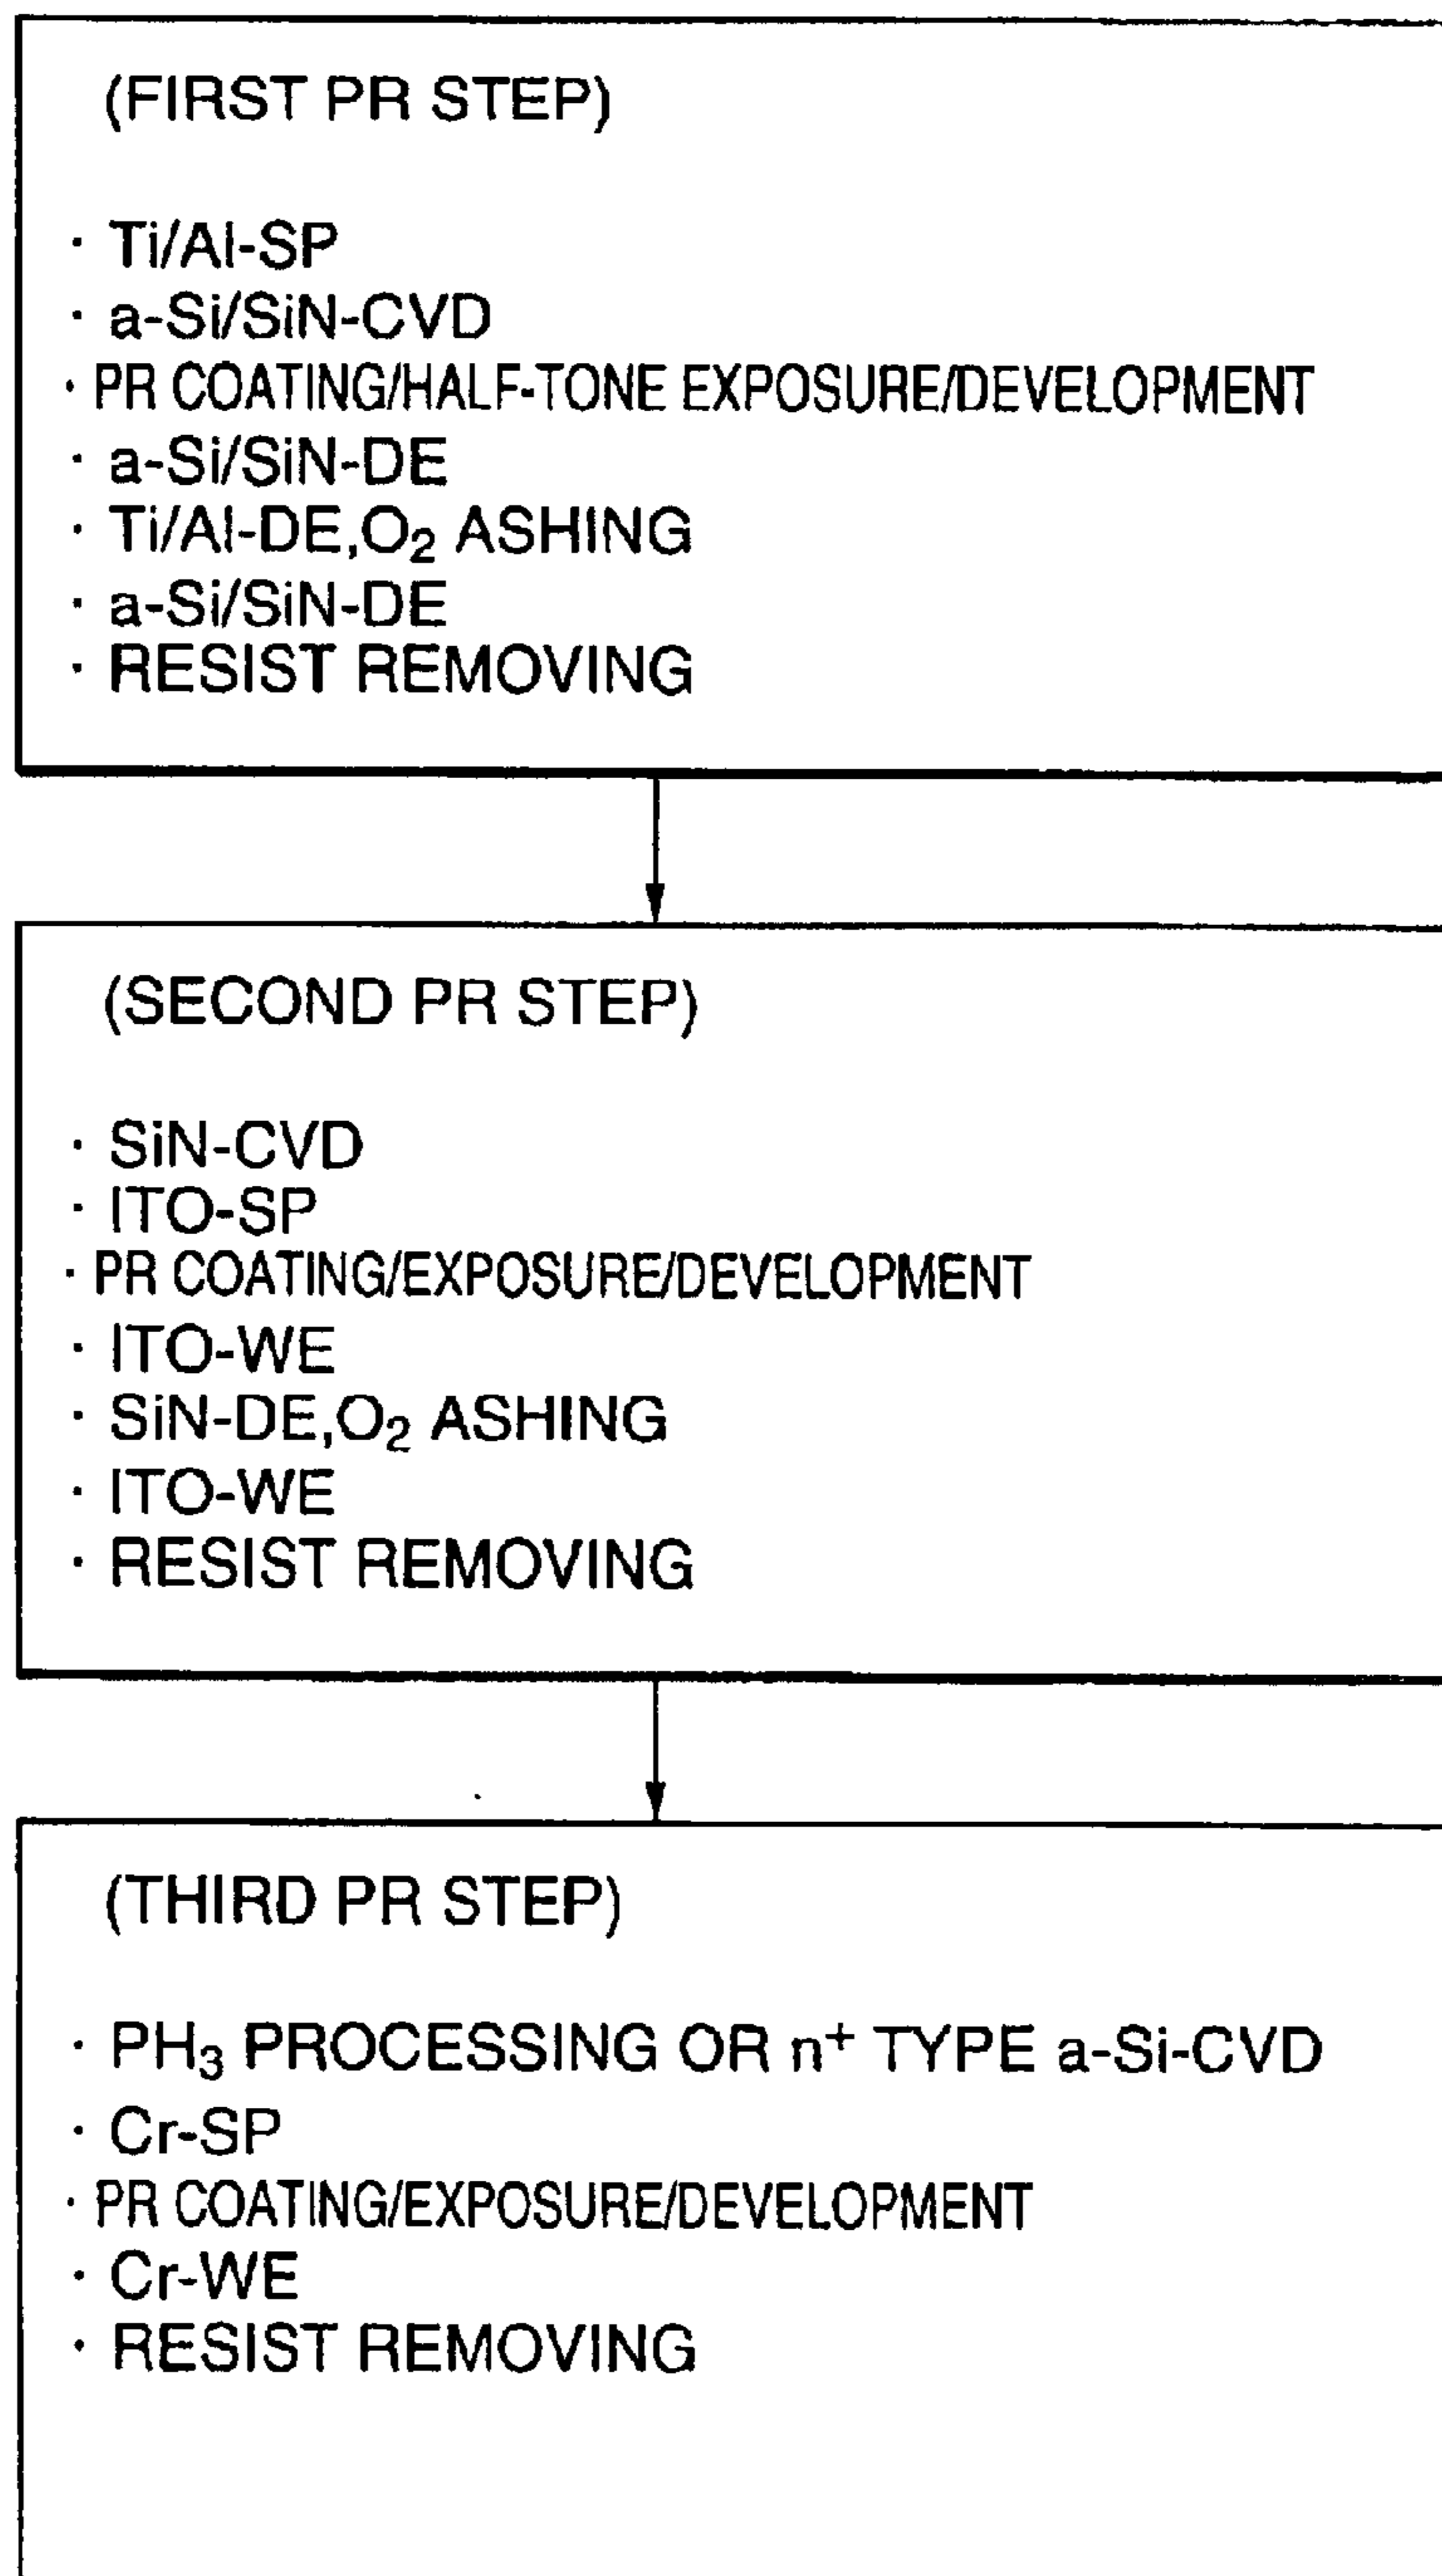 (FIRST PR STEP)
· Ti/Al-SP
· a-Si/SiN-CVD
· PR COATING/HALF-TONE EXPOSURE/DEVELOPMENT
· a-Si/SiN-DE
· Ti/Al-DE,O₂ ASHING
· a-Si/SiN-DE
· RESIST REMOVING
(SECOND PR STEP)
· SiN-CVD
· ITO-SP
· PR COATING/EXPOSURE/DEVELOPMENT
· ITO-WE
· SiN-DE,O₂ ASHING
· ITO-WE
· RESIST REMOVING
(THIRD PR STEP)
· PH₃ PROCESSING OR n⁺ TYPE a-Si-CVD
· Cr-SP
· PR COATING/EXPOSURE/DEVELOPMENT
· Cr-WE
· RESIST REMOVING